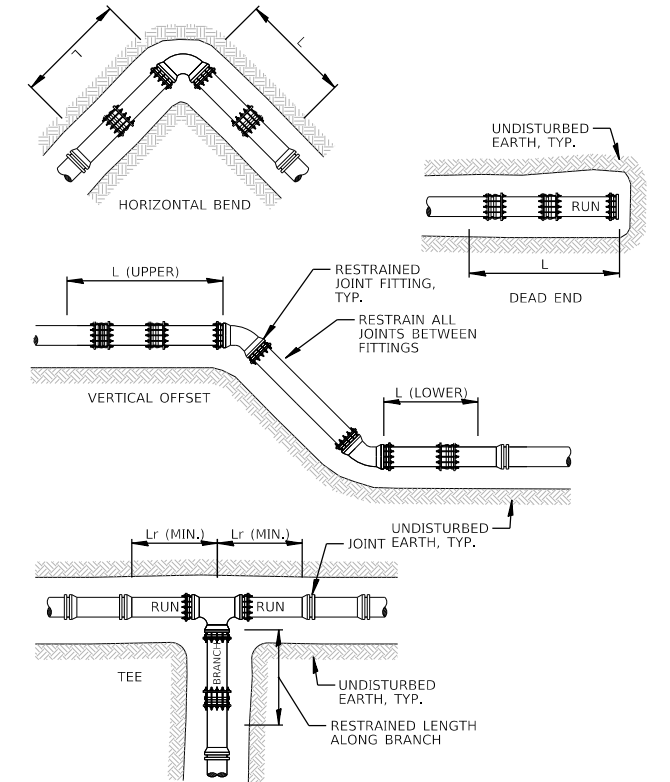 L
L
HORIZONTAL BEND
UNDISTURBED
EARTH, TYP.
RUN
L
DEAD END
L (UPPER)
RESTRAINED
JOINT FITTING,
TYP.
RESTRAIN ALL
JOINTS BETWEEN
FITTINGS
VERTICAL OFFSET
L (LOWER)
UNDISTURBED
EARTH, TYP.
Lr (MIN.)
Lr (MIN.)
JOINT
RUN
RUN
BRANCH
TEE
UNDISTURBED
EARTH, TYP.
RESTRAINED LENGTH
ALONG BRANCH